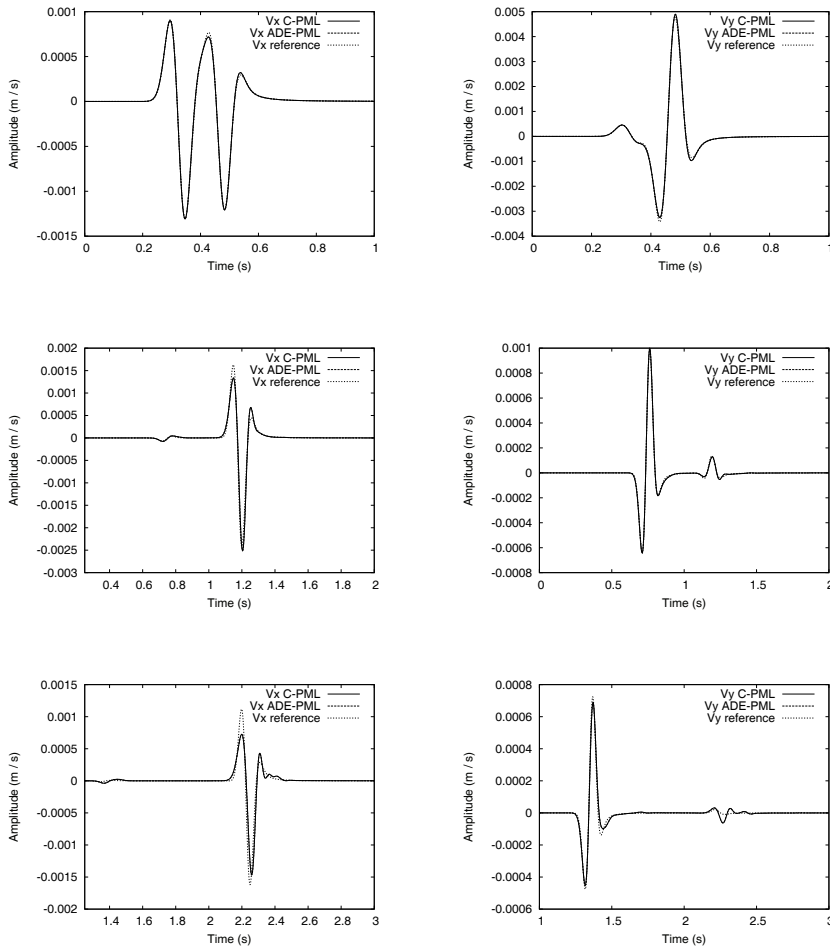 Vx C-PML
Vx ADE-PML
Vx reference
Amplitude (m / s)
0.001
0.0005
0
-0.0005
-0.001
-0.0015
0 0.2 0.4 0.6 0.8 1
Time (s)
Vy C-PML
Vy ADE-PML
Vy reference
Amplitude (m / s)
0.005
0.004
0.003
0.002
0.001
0
-0.001
-0.002
-0.003
-0.004
0 0.2 0.4 0.6 0.8 1
Time (s)
Vx C-PML
Vx ADE-PML
Vx reference
Amplitude (m / s)
0.002
0.0015
0.001
0.0005
0
-0.0005
-0.001
-0.0015
-0.002
-0.0025
-0.003
0.4 0.6 0.8 1 1.2 1.4 1.6 1.8 2
Time (s)
Vy C-PML
Vy ADE-PML
Vy reference
Amplitude (m / s)
0.001
0.0008
0.0006
0.0004
0.0002
0
-0.0002
-0.0004
-0.0006
-0.0008
0 0.5 1 1.5 2
Time (s)
Vx C-PML
Vx ADE-PML
Vx reference
Amplitude (m / s)
0.0015
0.001
0.0005
0
-0.0005
-0.001
-0.0015
-0.002
1.4 1.6 1.8 2 2.2 2.4 2.6 2.8 3
Time (s)
Vy C-PML
Vy ADE-PML
Vy reference
Amplitude (m / s)
0.0008
0.0006
0.0004
0.0002
0
-0.0002
-0.0004
-0.0006
1 1.5 2 2.5 3
Time (s)